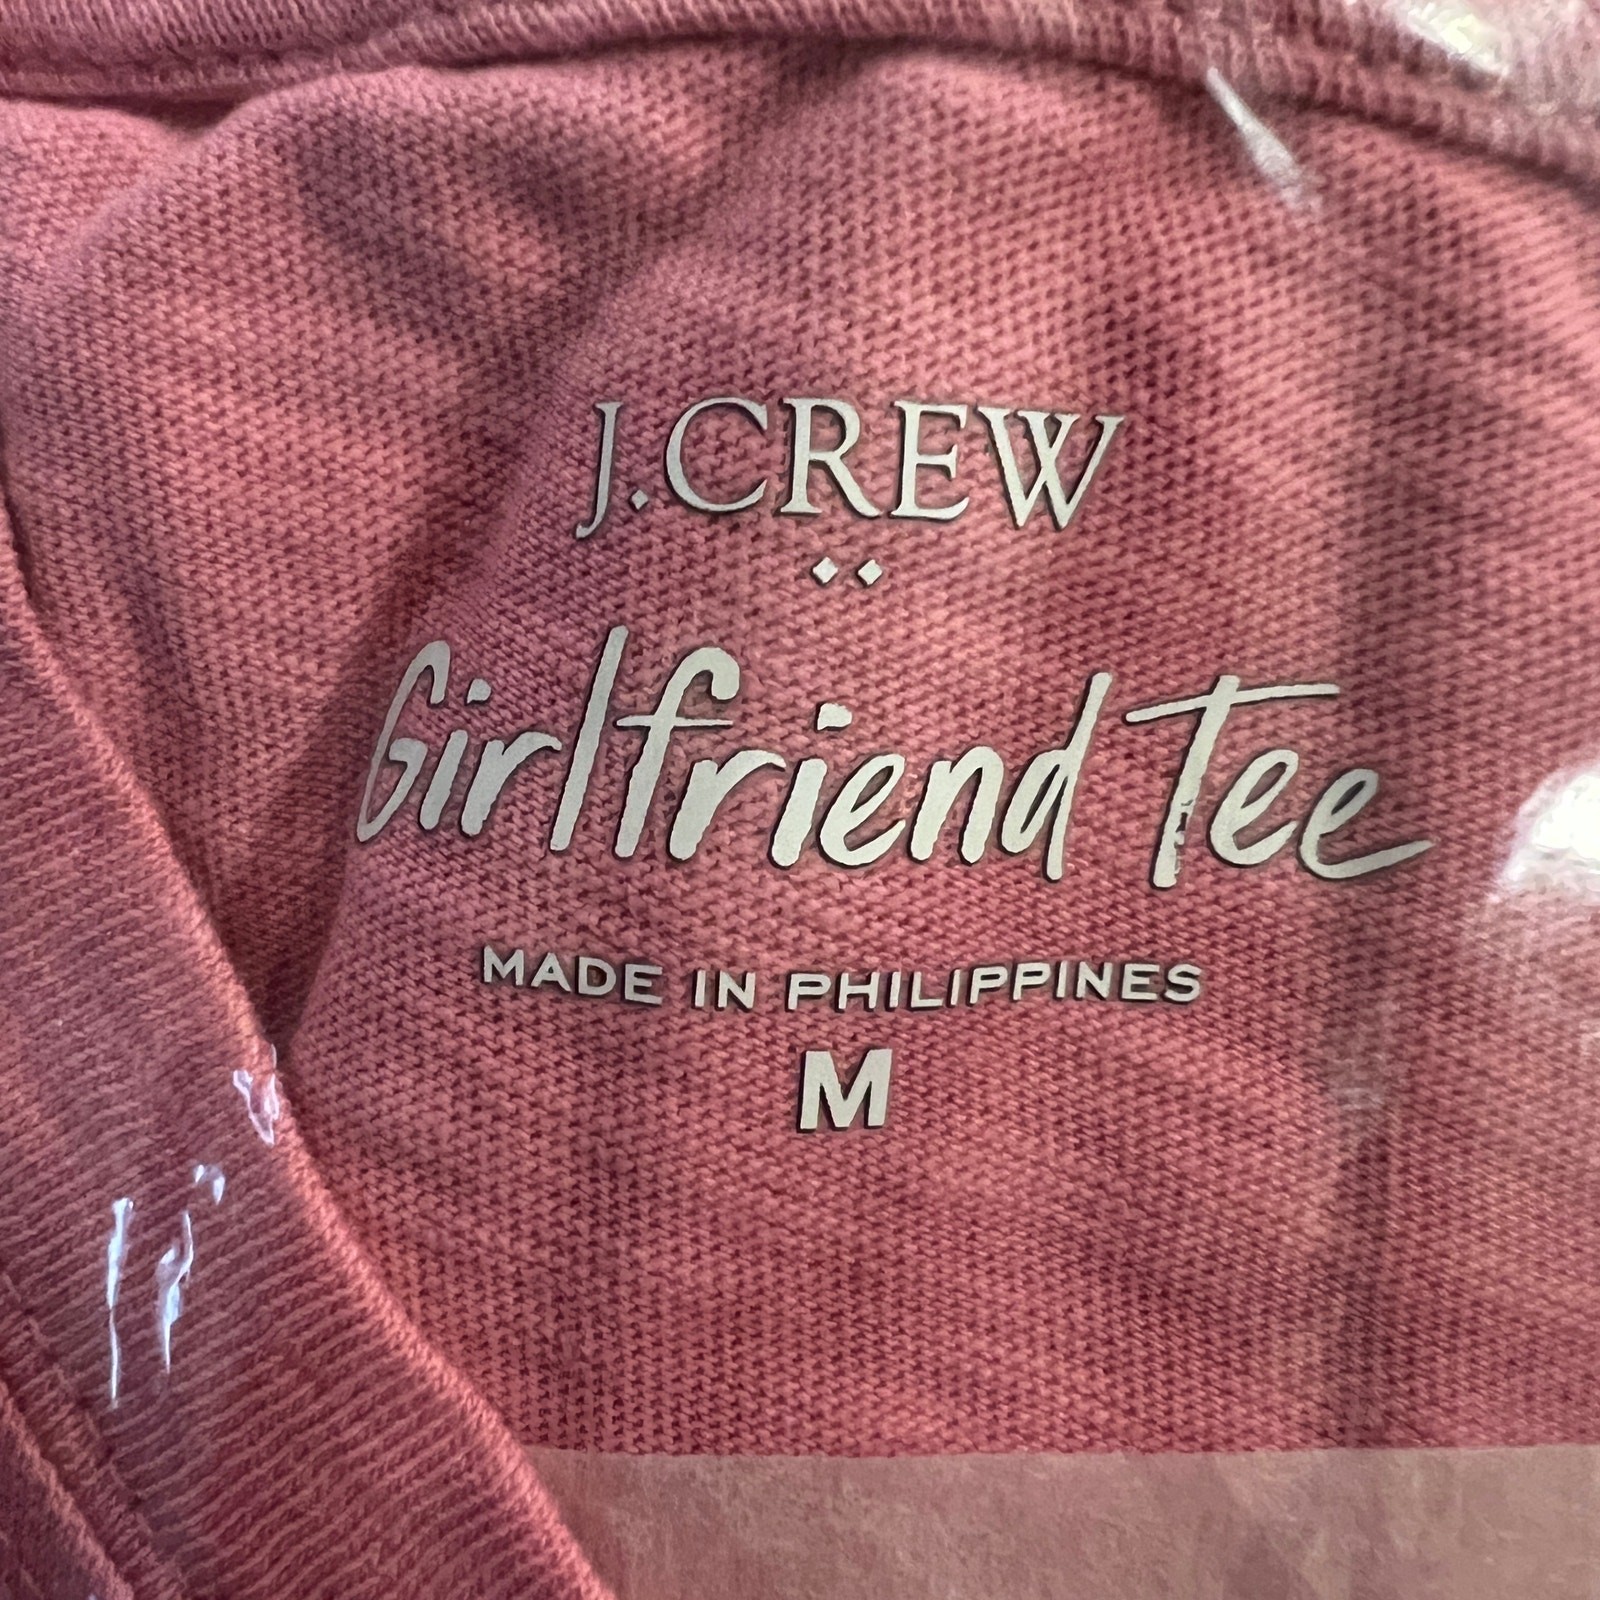 J.CREW
Girlfriend Tee
MADE IN PHILIPPINES
M